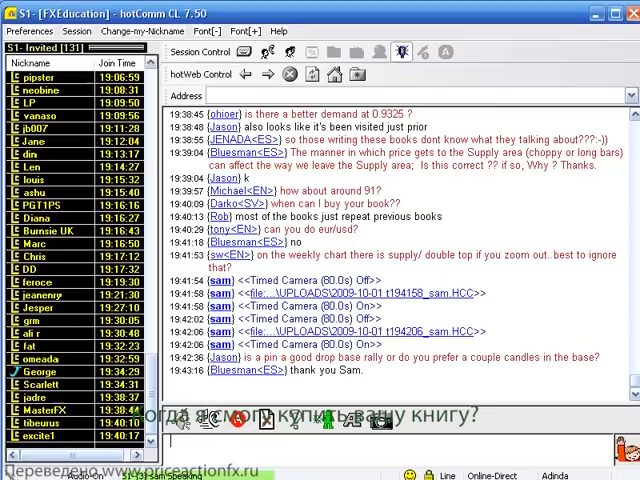 S1- [FXEducation] - hotComm CL 7.50
Preferences Session Change-my-Nickname Font[-] Font[+] Help
S1- Invited [131]
Nickname Join Time
pipster 19:06:59
neobine 19:08:31
LP 19:09:50
vanaso 19:09:56
jb007 19:11:28
Jane 19:12:04
din 19:13:17
Len 19:14:27
louis 19:15:32
ashu 19:15:40
PGT1PS 19:16:26
Diana 19:16:27
Burnsie UK 19:16:43
Marc 19:16:50
Chris 19:17:12
DD 19:17:32
feroce 19:19:30
jeanenry 19:21:30
Jesper 19:27:10
grm 19:30:05
ali r 19:30:48
fat 19:32:23
omeada 19:32:59
George 19:34:29
Scarlett 19:34:31
jadre 19:37:36
MasterFX 19:38:44
tibeurus 19:40:10
excite1 19:40:17
Session Control
hotWeb Control
Address
19:38:45 {ohioer} is there a better demand at 0.9325 ?
19:38:48 {Jason} also looks like it's been visited just prior
19:38:55 {JENADA<ES>} so those writing these books dont know what they talking about???:-))
19:39:04 {Bluesman<ES>} The manner in which price gets to the Supply area (choppy or long bars)
can affect the way we leave the Supply area; Is this correct ?? if so, Why ? Thanks.
19:39:04 {Jason} k
19:39:57 {Michael<EN>} how about around 91?
19:40:09 {Darko<SV>} when can I buy your book??
19:40:13 {Rob} most of the books just repeat previous books
19:40:29 {tony<EN>} can you do eur/usd?
19:41:18 {Bluesman<ES>} no
19:41:53 {sw<EN>} on the weekly chart there is supply/ double top if you zoom out..best to ignore
that?
19:41:54 {sam} <<Timed Camera (80.0s) Off>>
19:41:58 {sam} <<file:...\UPLOADS\2009-10-01 t194158_sam.HCC>>
19:41:58 {sam} <<Timed Camera (80.0s) On>>
19:42:06 {sam} <<Timed Camera (80.0s) Off>>
19:42:06 {sam} <<file:...\UPLOADS\2009-10-01 t194206_sam.HCC>>
19:42:06 {sam} <<Timed Camera (80.0s) On>>
19:42:36 {Jason} is a pin a good drop base rally or do you prefer a couple candles in the base?
19:43:16 {Bluesman<ES>} thank you Sam.
Когда я смогу купить вашу книгу?
Переведено www.priceactionfx.ru
Audio-On S1-(3) sam Speaking Line Online-Direct Adinda